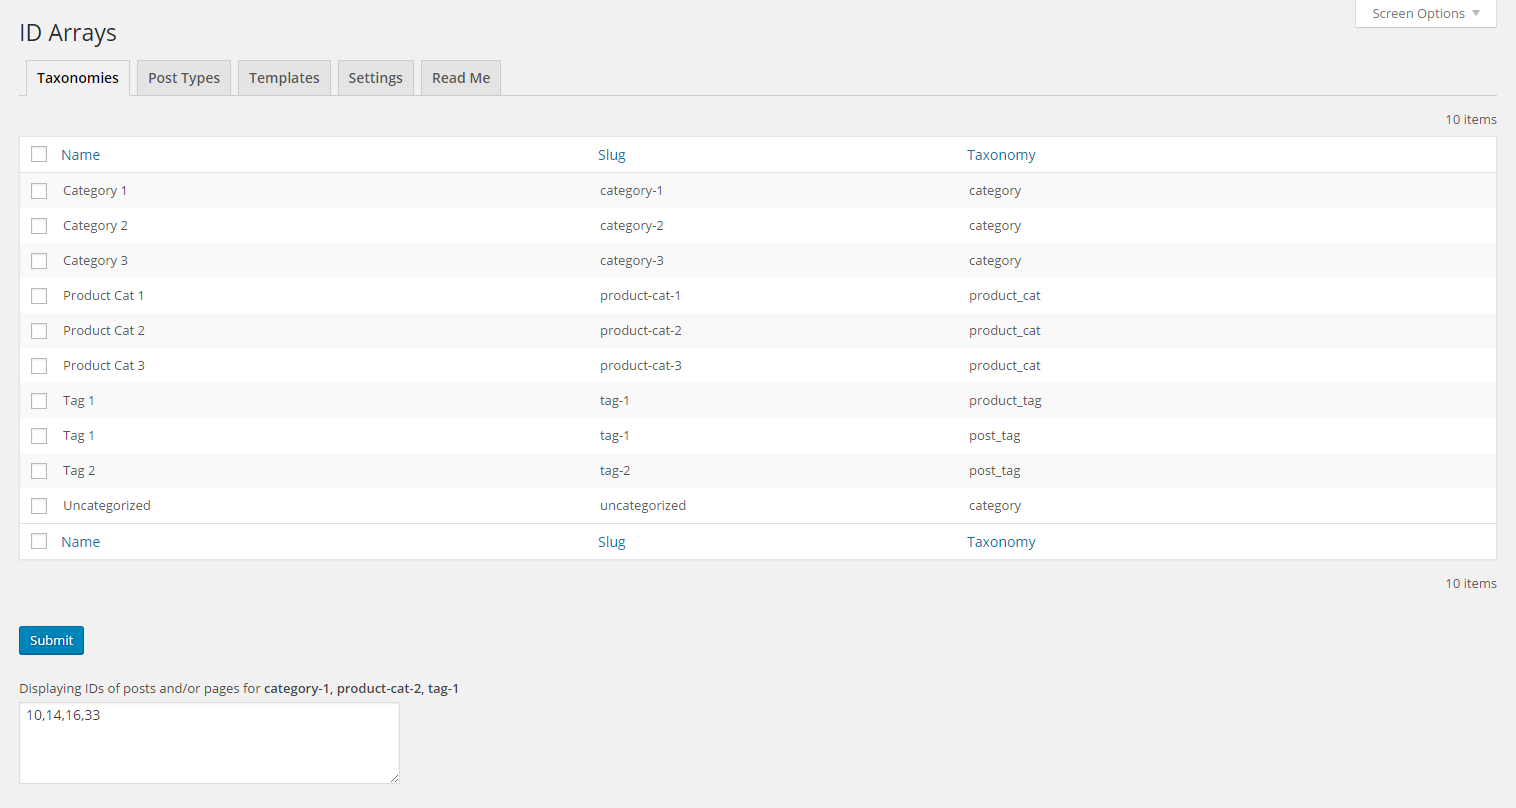 Screen Options
ID Arrays
Taxonomies Post Types Templates Settings Read Me
10 items
Name Slug Taxonomy
Category 1 category-1 category
Category 2 category-2 category
Category 3 category-3 category
Product Cat 1 product-cat-1 product_cat
Product Cat 2 product-cat-2 product_cat
Product Cat 3 product-cat-3 product_cat
Tag 1 tag-1 product_tag
Tag 1 tag-1 post_tag
Tag 2 tag-2 post_tag
Uncategorized uncategorized category
Name Slug Taxonomy
10 items
Submit
Displaying IDs of posts and/or pages for category-1, product-cat-2, tag-1
10,14,16,33